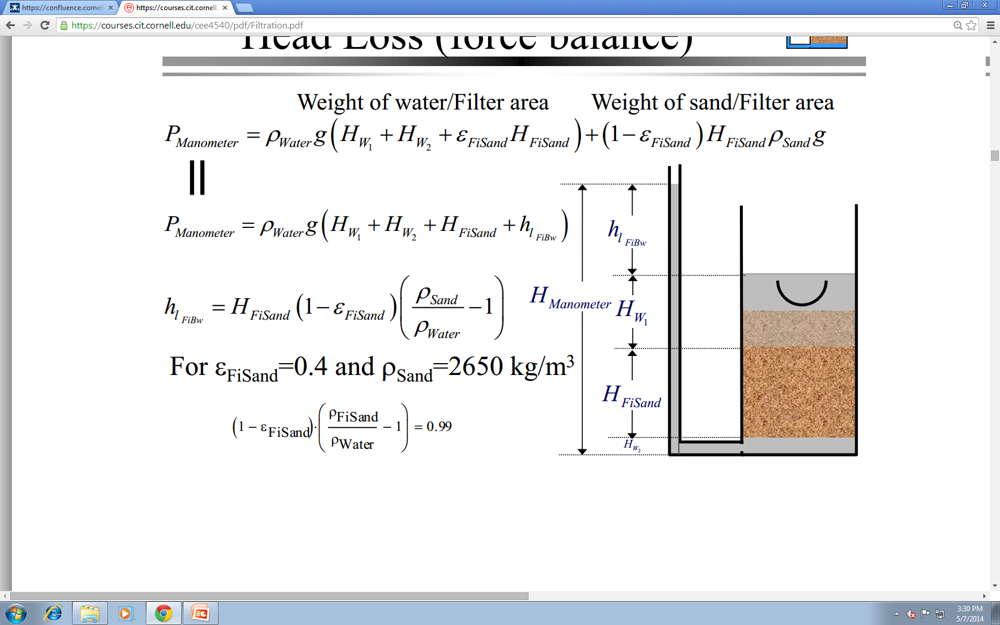 https://confluence.cornell
https://courses.cit.cornell.
https://courses.cit.cornell.edu/cee4540/pdf/Filtration.pdf
Head Loss (force balance)
Weight of water/Filter area Weight of sand/Filter area
P_Manometer = ρ_Water g(H_W₁ + H_W₂ + ε_FiSand H_FiSand) + (1 − ε_FiSand) H_FiSand ρ_Sand g
=
P_Manometer = ρ_Water g(H_W₁ + H_W₂ + H_FiSand + h_l FiBw)
h_l FiBw
h_l FiBw = H_FiSand (1 − ε_FiSand)(ρ_Sand / ρ_Water − 1)
H_Manometer
H_W₁
For ε_FiSand=0.4 and ρ_Sand=2650 kg/m³
H_FiSand
(1 − ε_FiSand)·(ρ_FiSand / ρ_Water − 1) = 0.99
H_W₂
3:30 PM
5/7/2014